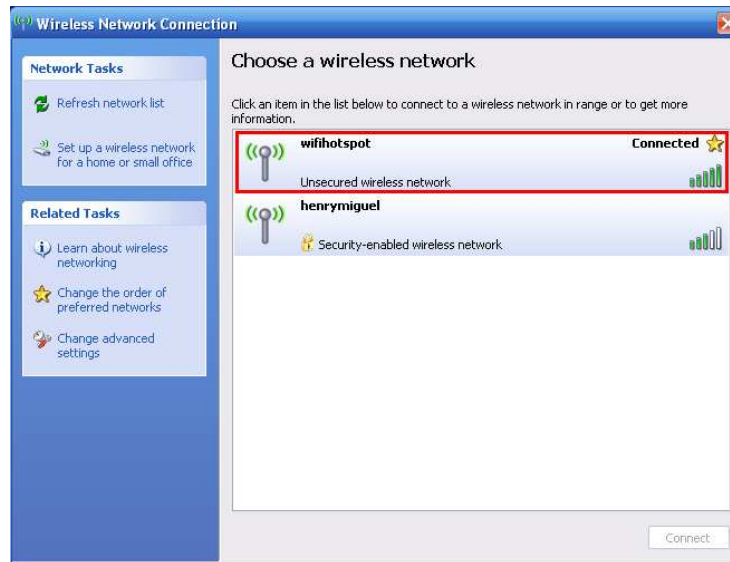 Wireless Network Connection
Network Tasks
Refresh network list
Set up a wireless network
for a home or small office
Related Tasks
Learn about wireless
networking
Change the order of
preferred networks
Change advanced
settings
Choose a wireless network
Click an item in the list below to connect to a wireless network in range or to get more
information.
wifihotspot Connected
Unsecured wireless network
henrymiguel
Security-enabled wireless network
Connect